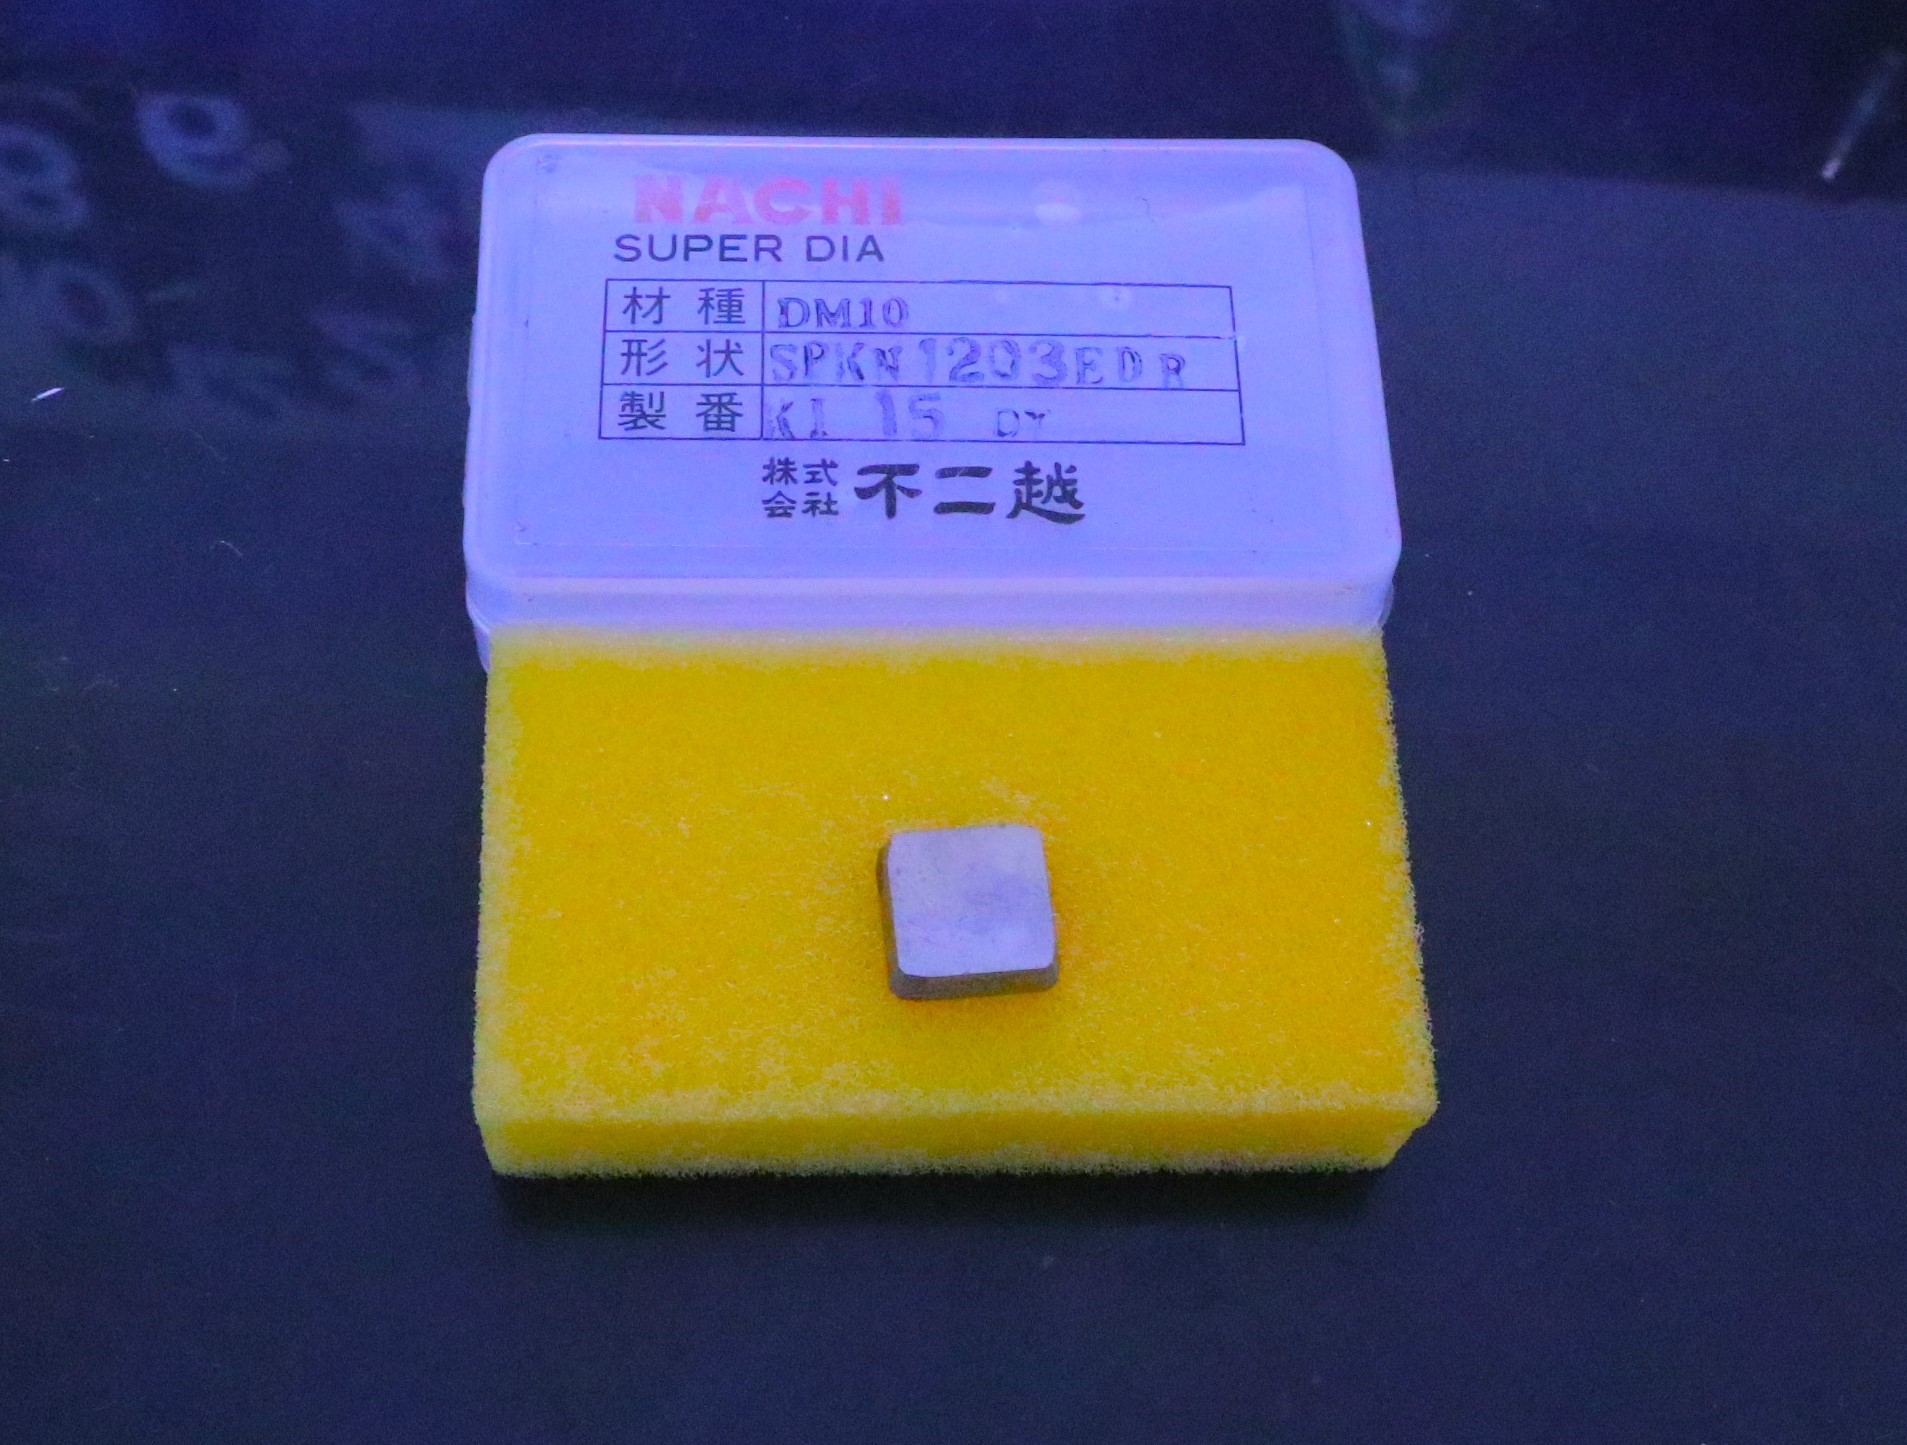 NACHI
SUPER DIA
材種 DM10
形状 SPKN1203EDR
製番 KI 15 DY
株式会社 不二越